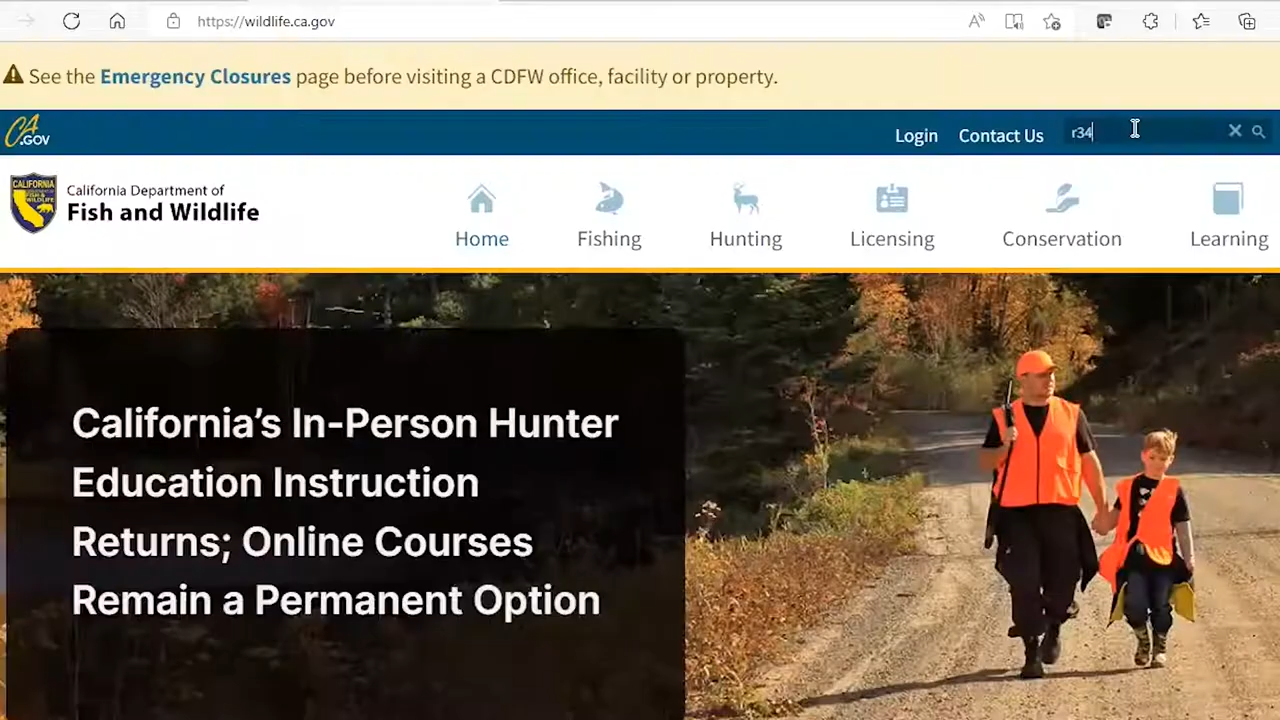 https://wildlife.ca.gov
See the Emergency Closures page before visiting a CDFW office, facility or property.
CA
.GOV
Login
Contact Us
r34
California Department of
Fish and Wildlife
Home
Fishing
Hunting
Licensing
Conservation
Learning
California's In-Person Hunter
Education Instruction
Returns; Online Courses
Remain a Permanent Option